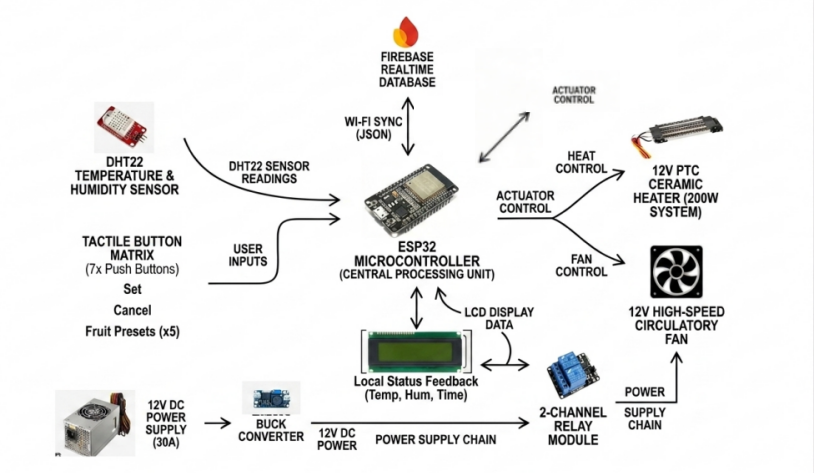 FIREBASE
REALTIME
DATABASE
ACTUATOR
CONTROL
WI-FI SYNC
(JSON)
DHT22
TEMPERATURE &
HUMIDITY SENSOR
DHT22 SENSOR
READINGS
HEAT
CONTROL
12V PTC
CERAMIC
HEATER (200W
SYSTEM)
ACTUATOR
CONTROL
TACTILE BUTTON
MATRIX
(7x Push Buttons)
Set
Cancel
Fruit Presets (x5)
USER
INPUTS
ESP32
MICROCONTROLLER
(CENTRAL PROCESSING UNIT)
FAN
CONTROL
12V HIGH-SPEED
CIRCULATORY
FAN
LCD DISPLAY
DATA
Local Status Feedback
(Temp, Hum, Time)
12V DC
POWER
SUPPLY
(30A)
BUCK
CONVERTER
12V DC
POWER
POWER SUPPLY CHAIN
2-CHANNEL
RELAY
MODULE
POWER
SUPPLY
CHAIN